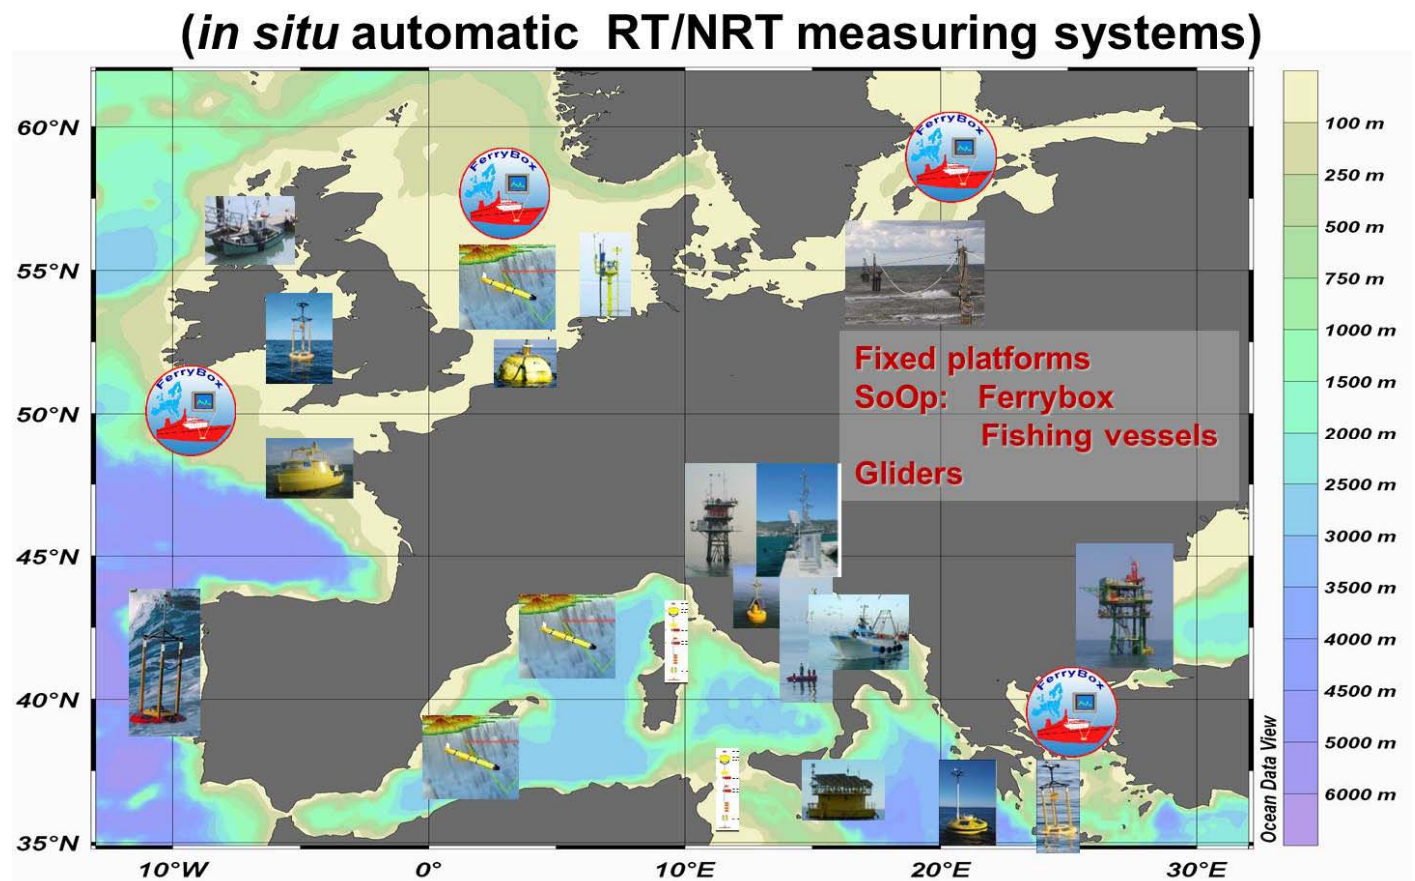 (in situ automatic RT/NRT measuring systems)
60°N
55°N
50°N
45°N
40°N
35°N
10°W
0°
10°E
20°E
30°E
FerryBox
FerryBox
FerryBox
FerryBox
Fixed platforms
SoOp: Ferrybox
Fishing vessels
Gliders
100 m
250 m
500 m
750 m
1000 m
1500 m
2000 m
2500 m
3000 m
3500 m
4000 m
4500 m
5000 m
6000 m
Ocean Data View